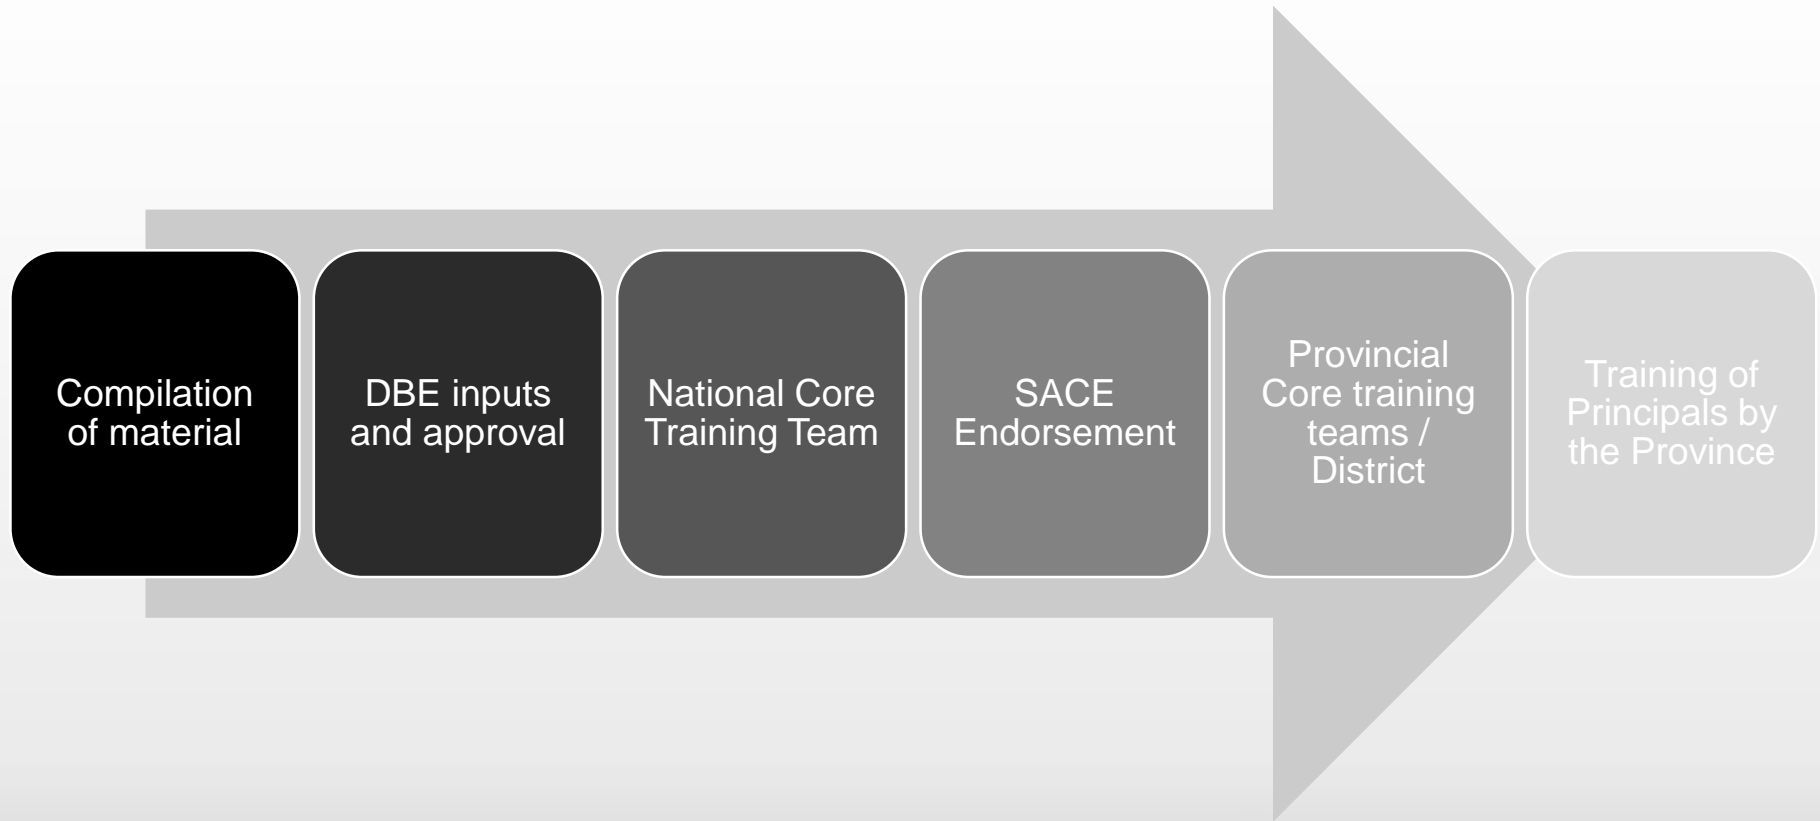 Compilation
of material
DBE inputs
and approval
National Core
Training Team
SACE
Endorsement
Provincial
Core training
teams /
District
Training of
Principals by
the Province